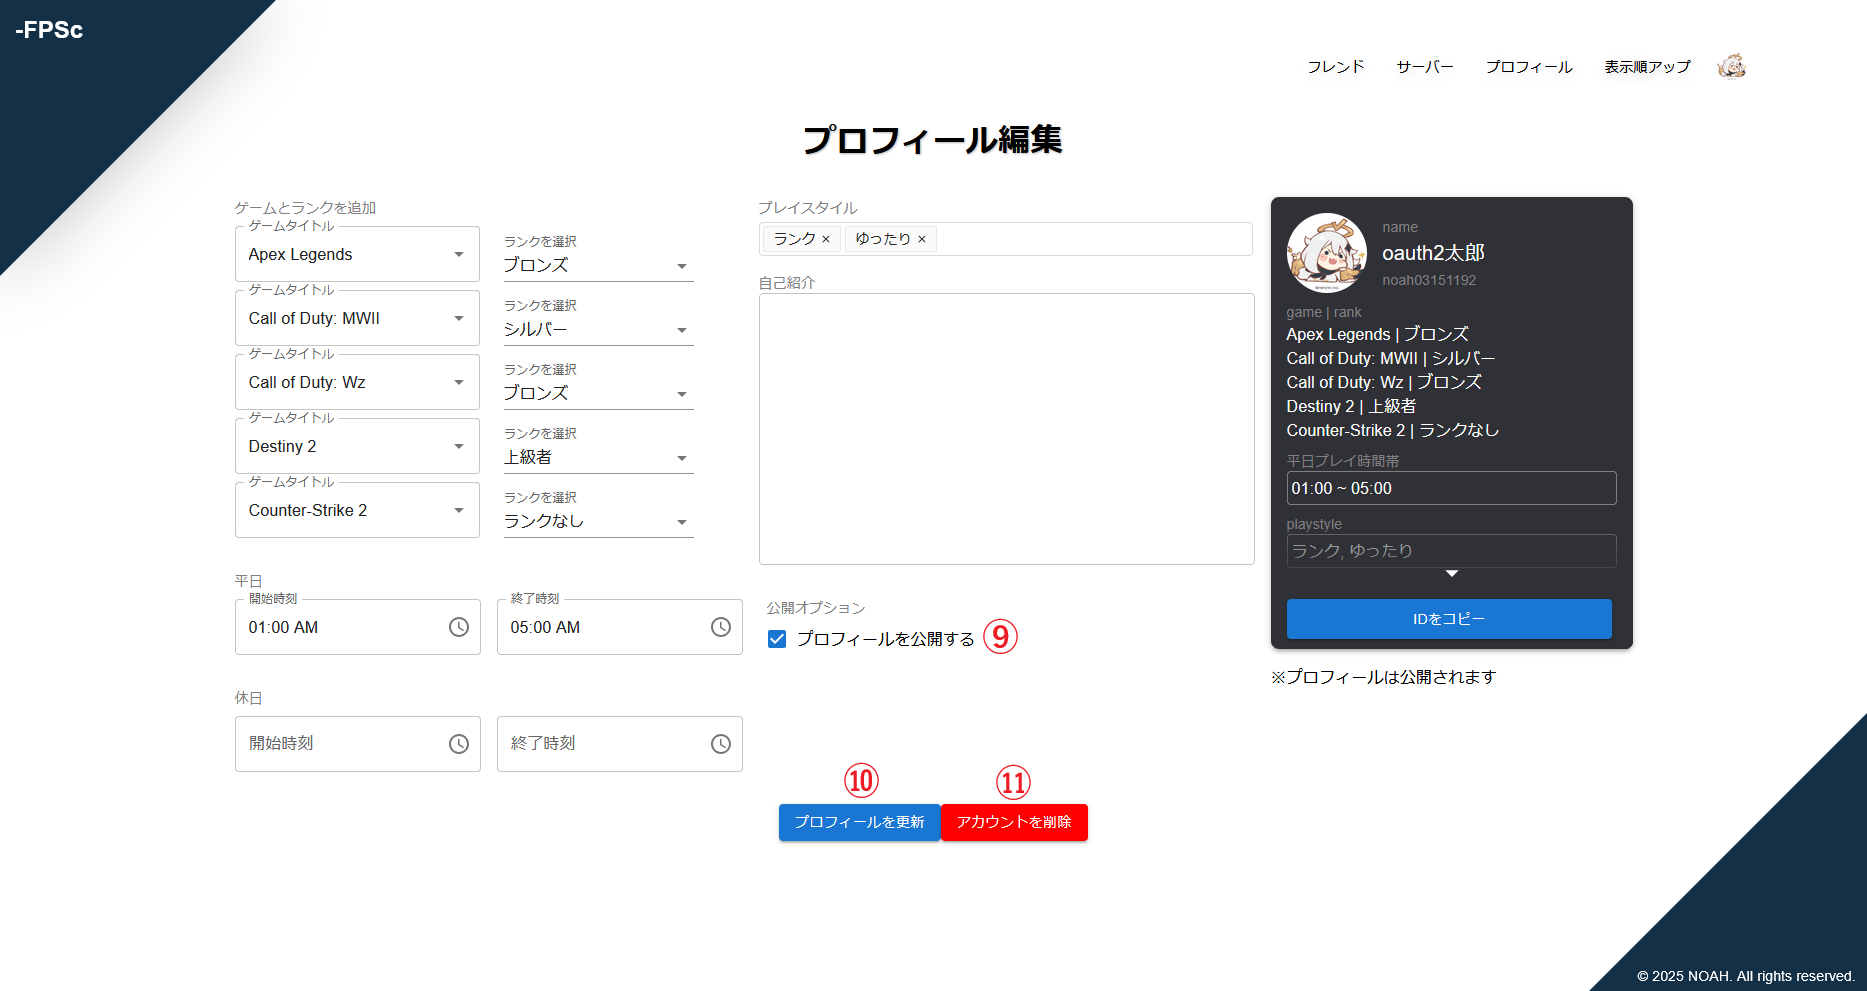 -FPSc
フレンド サーバー プロフィール 表示順アップ
プロフィール編集
ゲームとランクを追加
ゲームタイトル
Apex Legends
ランクを選択
ブロンズ
ゲームタイトル
Call of Duty: MWII
ランクを選択
シルバー
ゲームタイトル
Call of Duty: Wz
ランクを選択
ブロンズ
ゲームタイトル
Destiny 2
ランクを選択
上級者
ゲームタイトル
Counter-Strike 2
ランクを選択
ランクなし
平日
開始時刻
01:00 AM
終了時刻
05:00 AM
休日
開始時刻
終了時刻
プレイスタイル
ランク × ゆったり ×
自己紹介
公開オプション
プロフィールを公開する ⑨
⑩ ⑪
プロフィールを更新 アカウントを削除
name
oauth2太郎
noah03151192
game | rank
Apex Legends | ブロンズ
Call of Duty: MWII | シルバー
Call of Duty: Wz | ブロンズ
Destiny 2 | 上級者
Counter-Strike 2 | ランクなし
平日プレイ時間帯
01:00 ~ 05:00
playstyle
ランク, ゆったり
IDをコピー
※プロフィールは公開されます
© 2025 NOAH. All rights reserved.